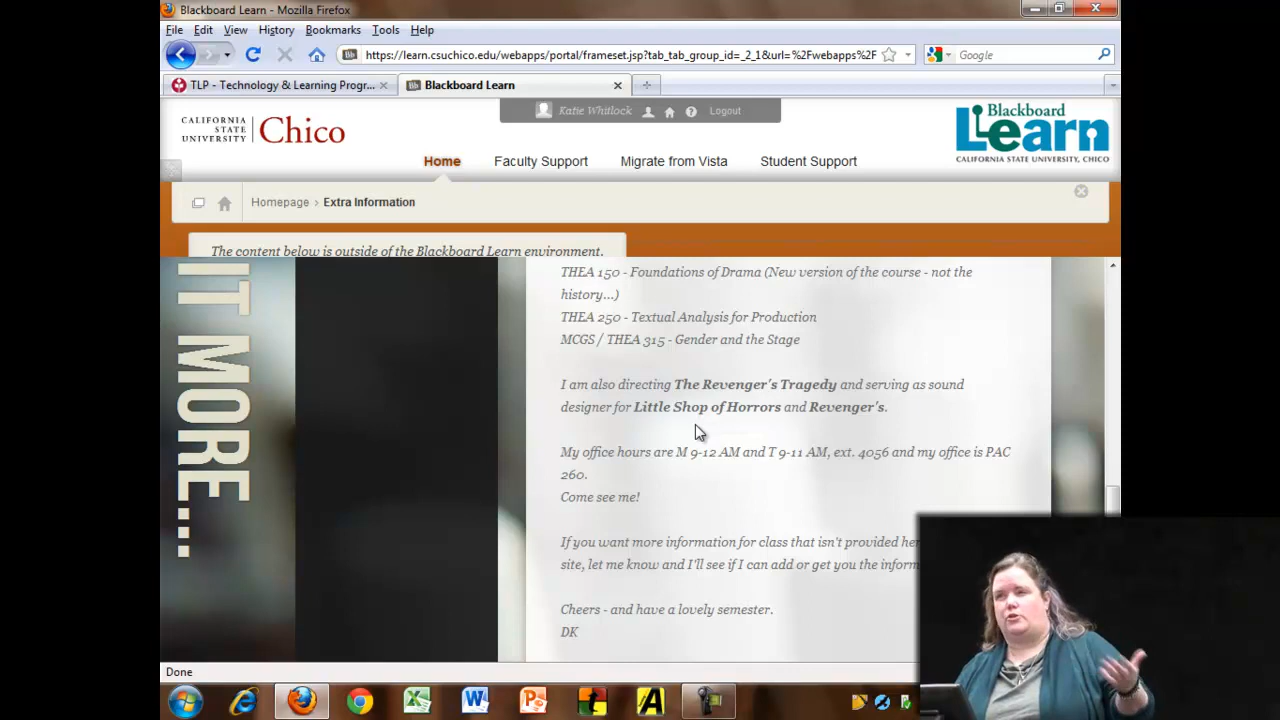 Blackboard Learn - Mozilla Firefox
File Edit View History Bookmarks Tools Help
https://learn.csuchico.edu/webapps/portal/frameset.jsp?tab_tab_group_id=_2_1&url=%2Fwebapps%2F
Google
TLP - Technology & Learning Progr...
Blackboard Learn
Katie Whitlock
Logout
CALIFORNIA
STATE
UNIVERSITY
Chico
Blackboard
Learn
CALIFORNIA STATE UNIVERSITY, CHICO
Home Faculty Support Migrate from Vista Student Support
Homepage › Extra Information
The content below is outside of the Blackboard Learn environment.
IT MORE...
THEA 150 - Foundations of Drama (New version of the course - not the
history...)
THEA 250 - Textual Analysis for Production
MCGS / THEA 315 - Gender and the Stage
I am also directing The Revenger's Tragedy and serving as sound
designer for Little Shop of Horrors and Revenger's.
My office hours are M 9-12 AM and T 9-11 AM, ext. 4056 and my office is PAC
260.
Come see me!
If you want more information for class that isn't provided
site, let me know and I'll see if I can add or get you the
Cheers - and have a lovely semester.
DK
Done